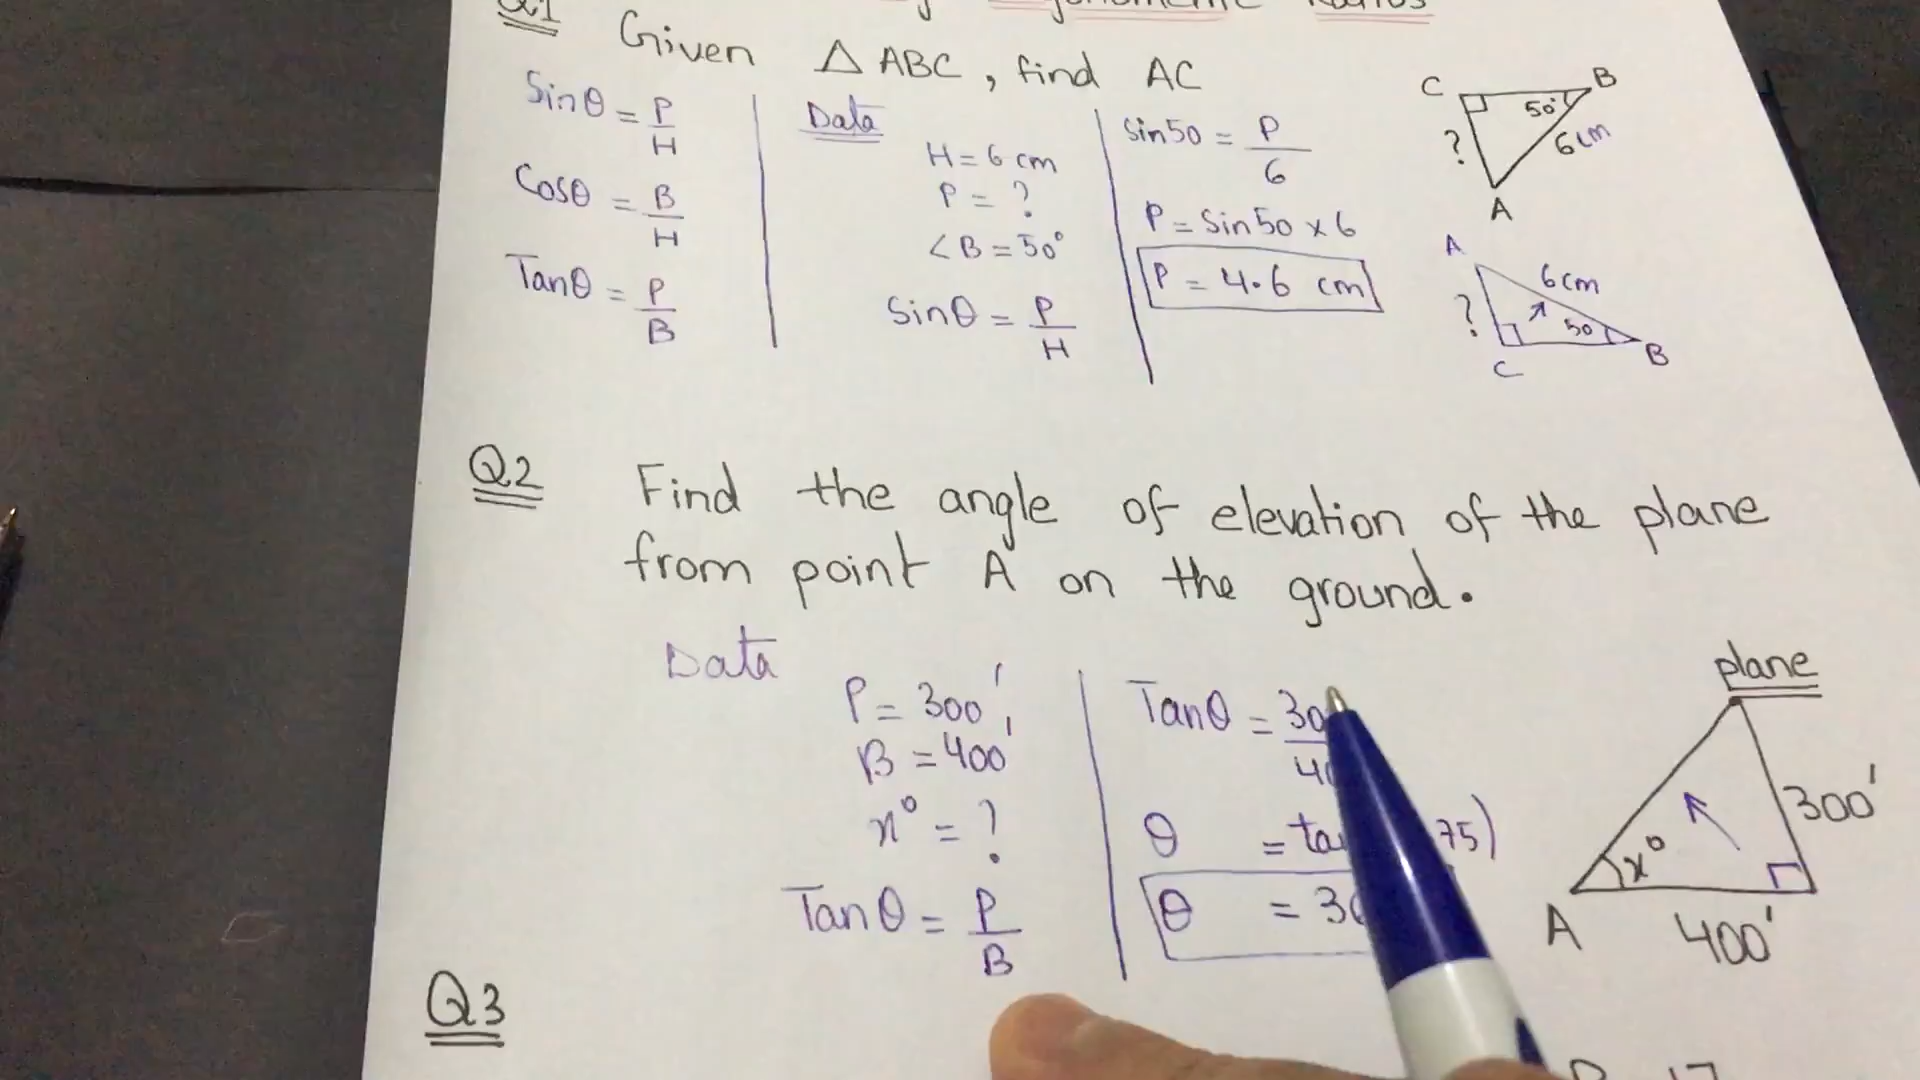 Given △ABC, find AC
Sinθ = P/H
Cosθ = B/H
Tanθ = P/B
Data
H = 6 cm
P = ?
∠B = 50°
Sinθ = P/H
Sin50 = P/6
P = Sin50 x 6
P = 4.6 cm
C
B
50°
6cm
?
A
A
6cm
?
50
C
B
Q2
Find the angle of elevation of the plane
from point A on the ground.
Data
P = 300'
B = 400'
x° = ?
Tanθ = P/B
Tanθ =
θ =
75)
θ =
plane
300'
x°
A
400'
Q3